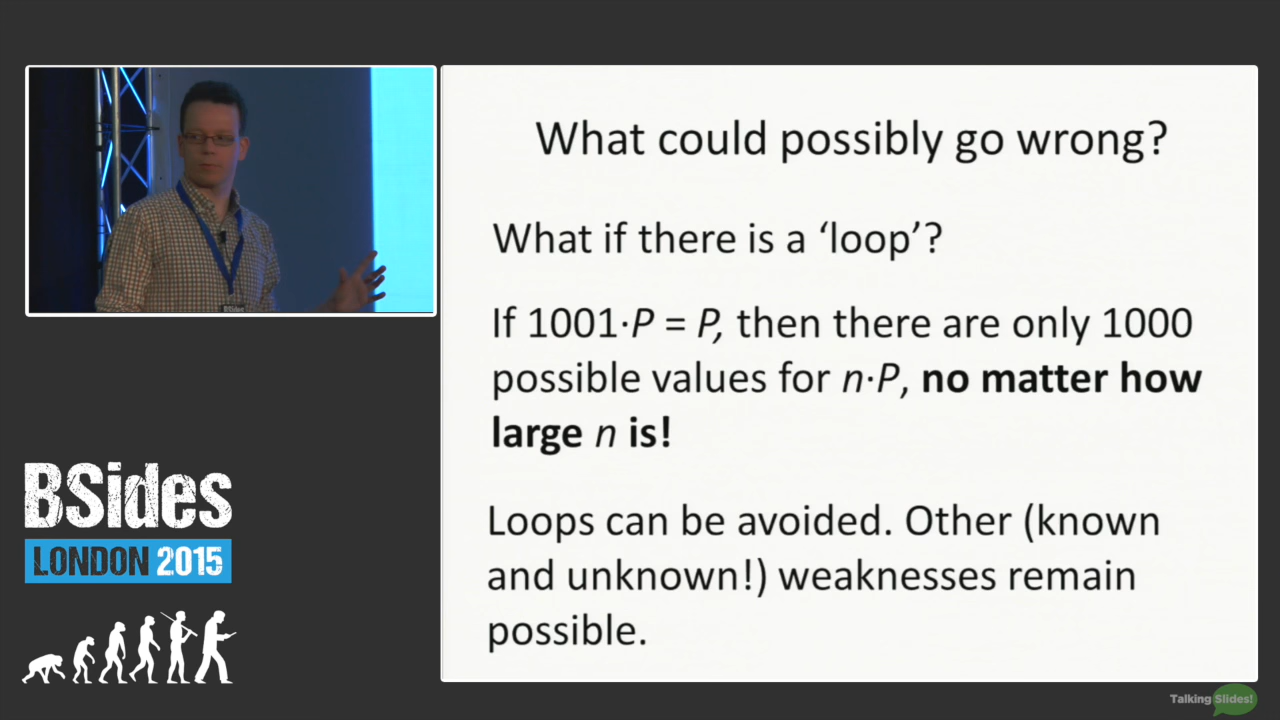 What could possibly go wrong?
What if there is a ‘loop’?
If 1001·P = P, then there are only 1000
possible values for n·P, no matter how
large n is!
Loops can be avoided. Other (known
and unknown!) weaknesses remain
possible.
BSides
BSides
LONDON 2015
Talking Slides!